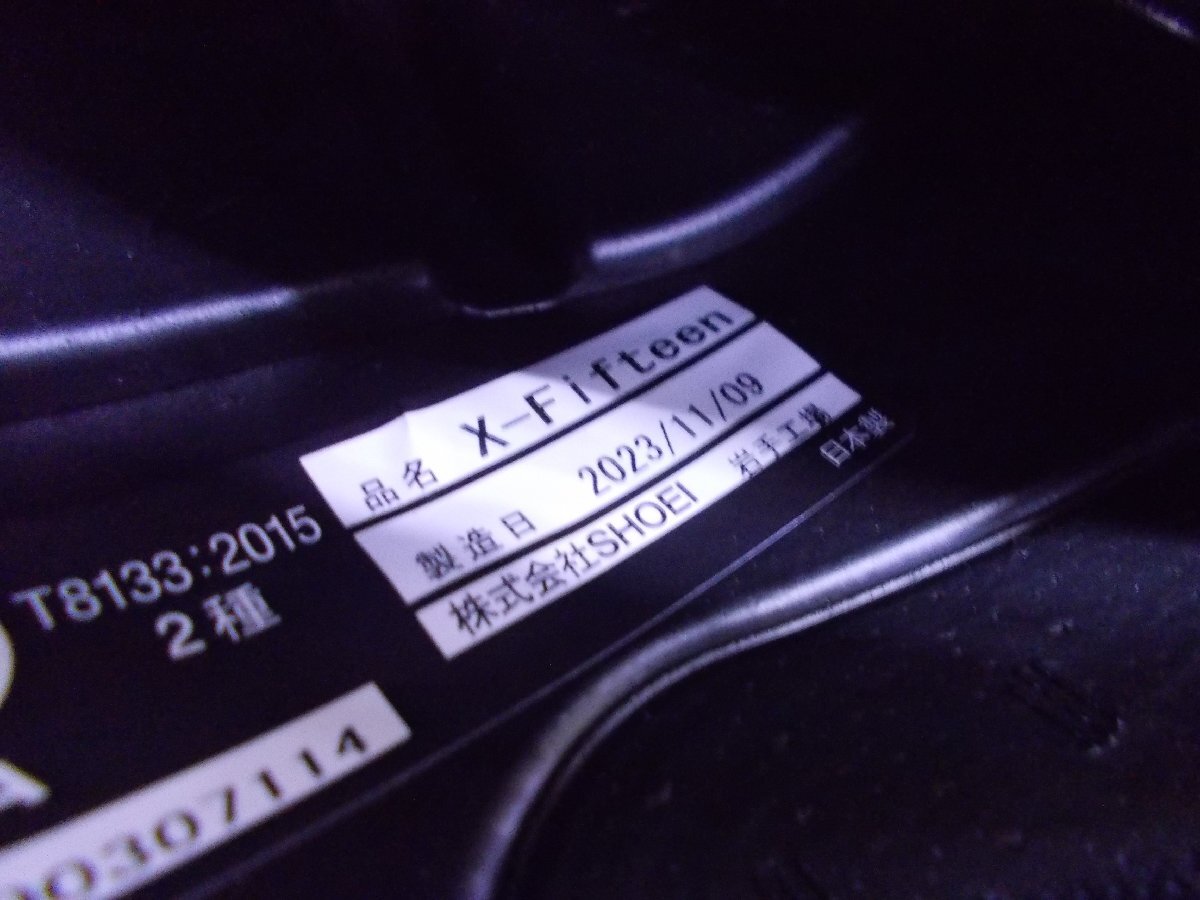 品名 X-Fifteen
製造日 2023/11/09
株式会社SHOEI 岩手工場
日本製
T8133:2015
2種
A
0307114